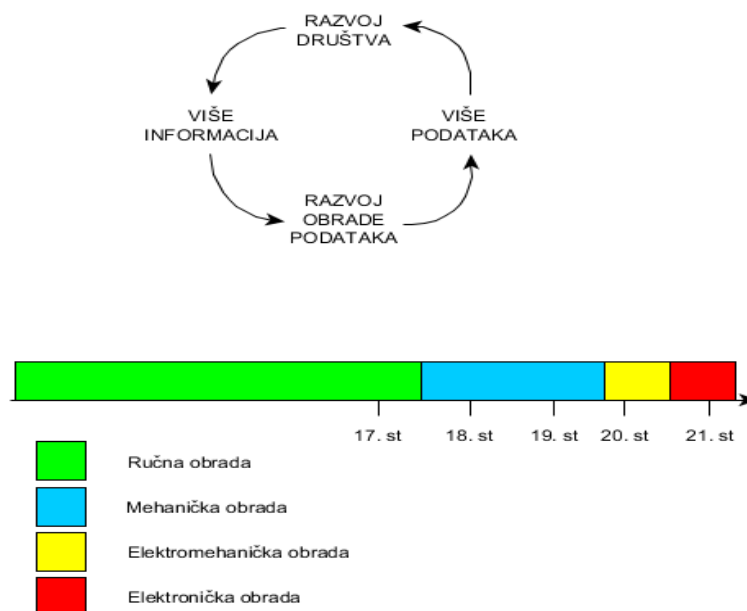 RAZVOJ
DRUŠTVA
VIŠE
INFORMACIJA
VIŠE
PODATAKA
RAZVOJ
OBRADE
PODATAKA
17. st
18. st
19. st
20. st
21. st
Ručna obrada
Mehanička obrada
Elektromehanička obrada
Elektronička obrada